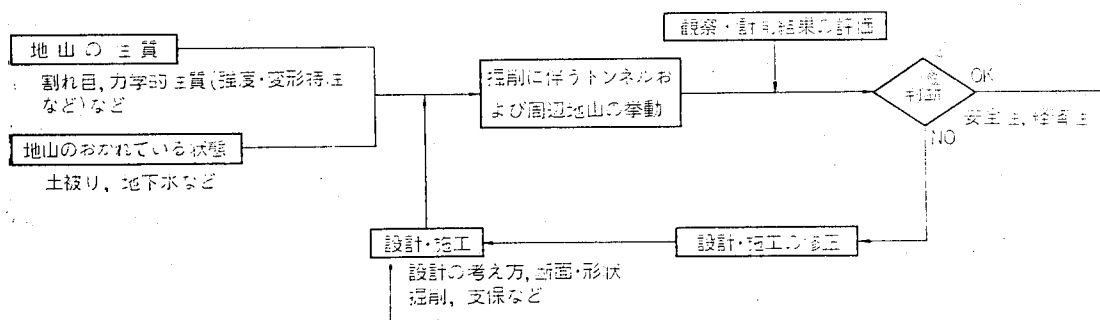 観察・計測結果の評価
地山の性質
割れ目, 力学的性質(強度・変形特性
など)など
掘削に伴うトンネルお
よび周辺地山の挙動
判断
OK
安全性, 経済性
NO
地山のおかれている状態
土被り, 地下水など
設計・施工
設計・施工の修正
設計の考え方, 断面・形状
掘削, 支保など